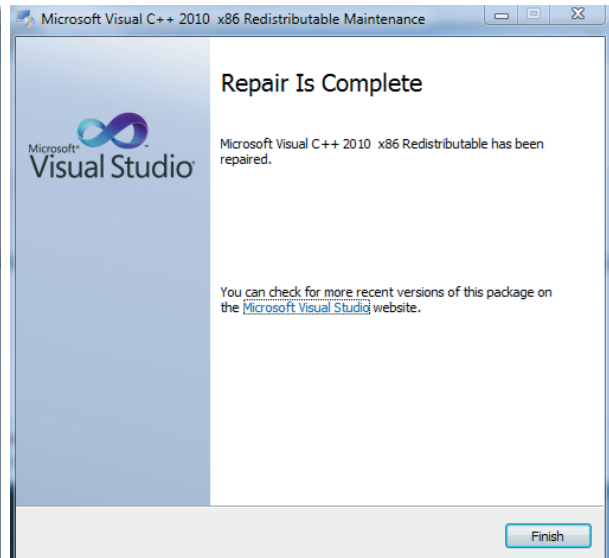 Microsoft Visual C++ 2010 x86 Redistributable Maintenance
Repair Is Complete
Microsoft Visual C++ 2010 x86 Redistributable has been
repaired.
Microsoft
Visual Studio
You can check for more recent versions of this package on
the Microsoft Visual Studio website.
Finish